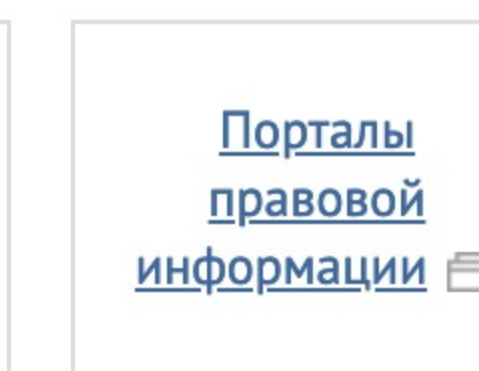 Порталы
правовой
информации